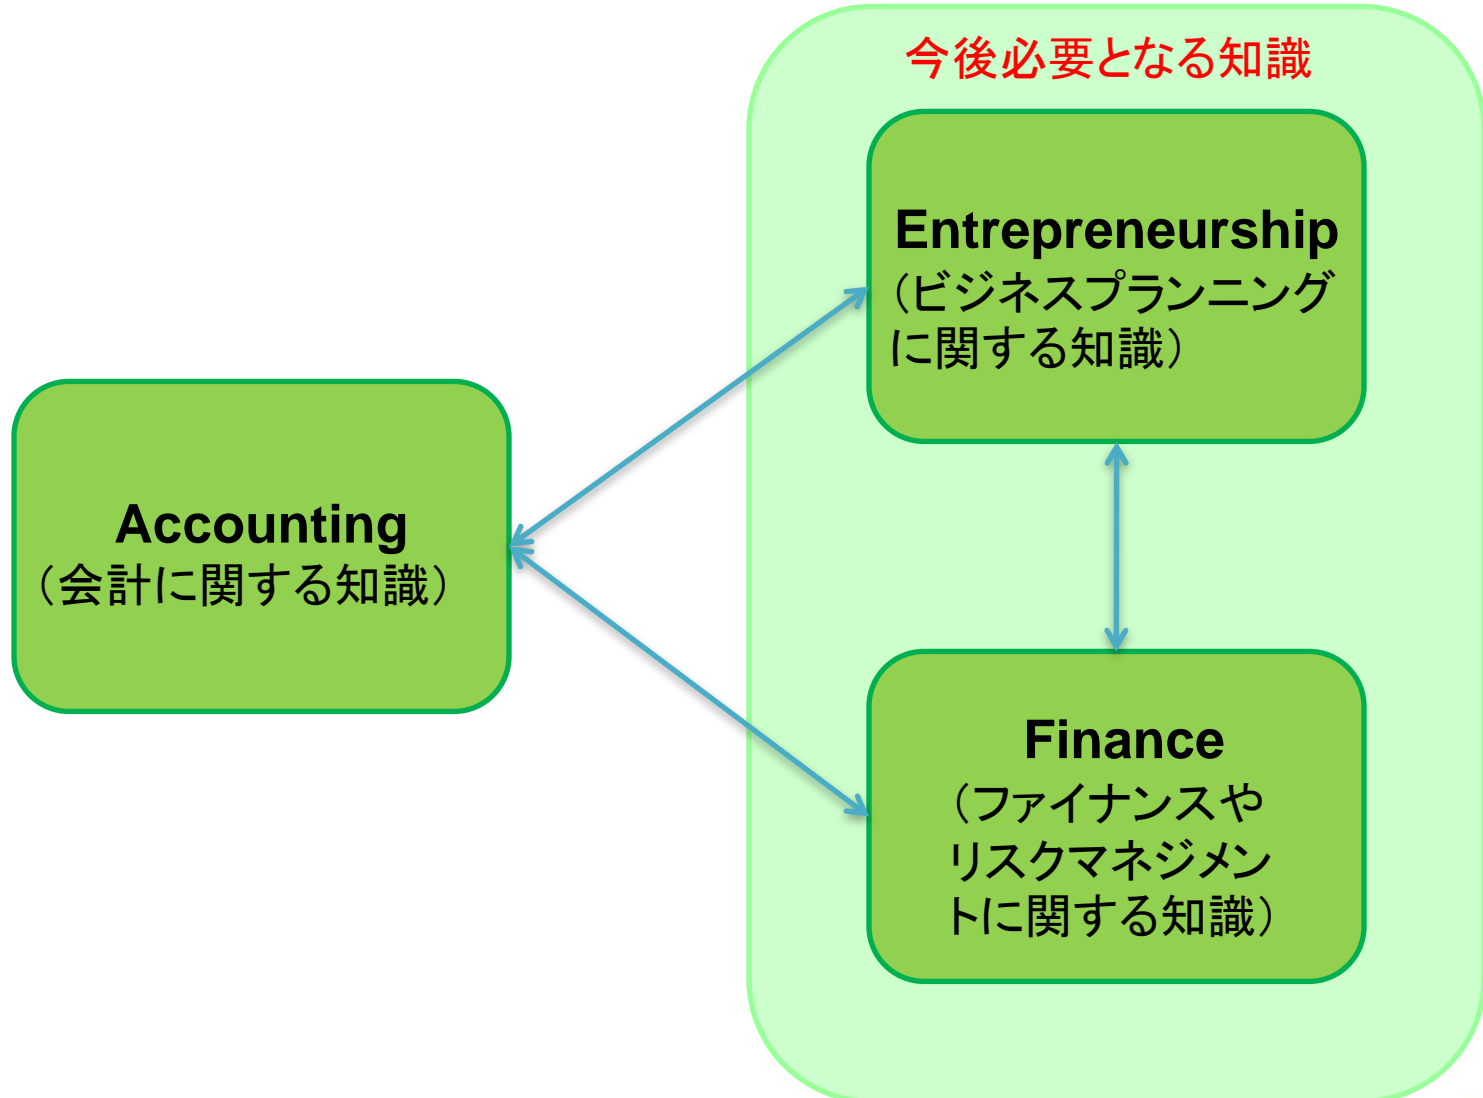 今後必要となる知識
Entrepreneurship
（ビジネスプランニング
に関する知識）
Accounting
（会計に関する知識）
Finance
（ファイナンスや
リスクマネジメン
トに関する知識）